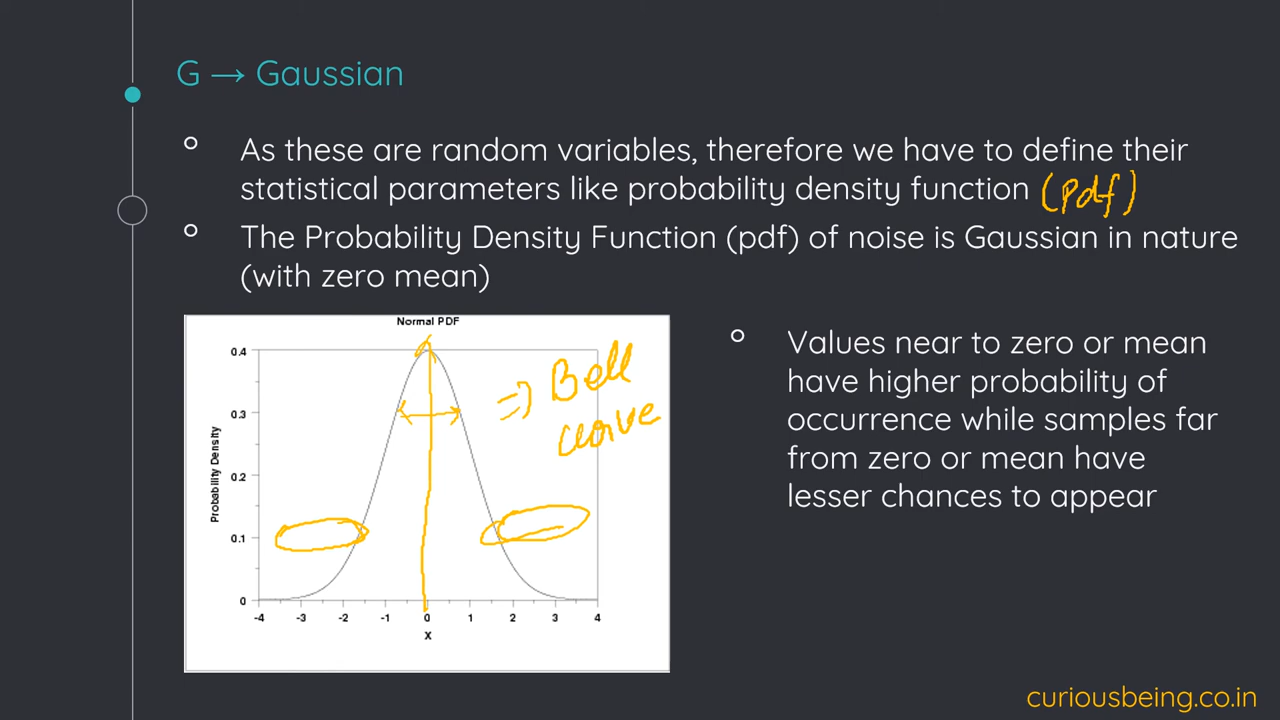 G → Gaussian
As these are random variables, therefore we have to define their
statistical parameters like probability density function (pdf)
The Probability Density Function (pdf) of noise is Gaussian in nature
(with zero mean)
Normal PDF
0.4
0.3
0.2
0.1
0
Probability Density
-4 -3 -2 -1 0 1 2 3 4
X
⇒ Bell
curve
Values near to zero or mean
have higher probability of
occurrence while samples far
from zero or mean have
lesser chances to appear
curiousbeing.co.in